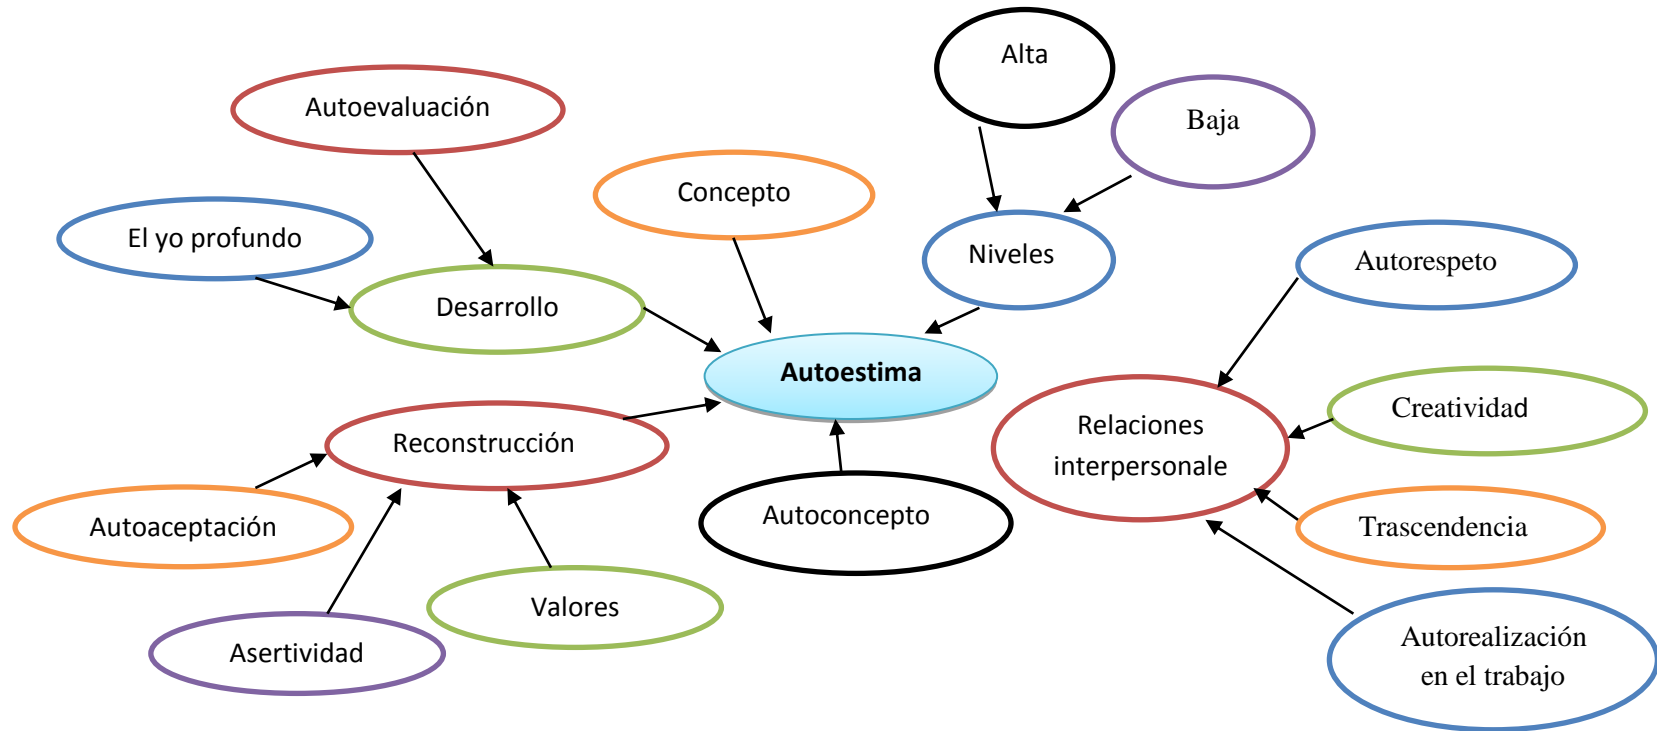 Alta
Autoevaluación
Baja
Concepto
El yo profundo
Niveles
Autorespeto
Desarrollo
Autoestima
Creatividad
Relaciones
interpersonale
Reconstrucción
Autoconcepto
Autoaceptación
Trascendencia
Valores
Asertividad
Autorealización
en el trabajo